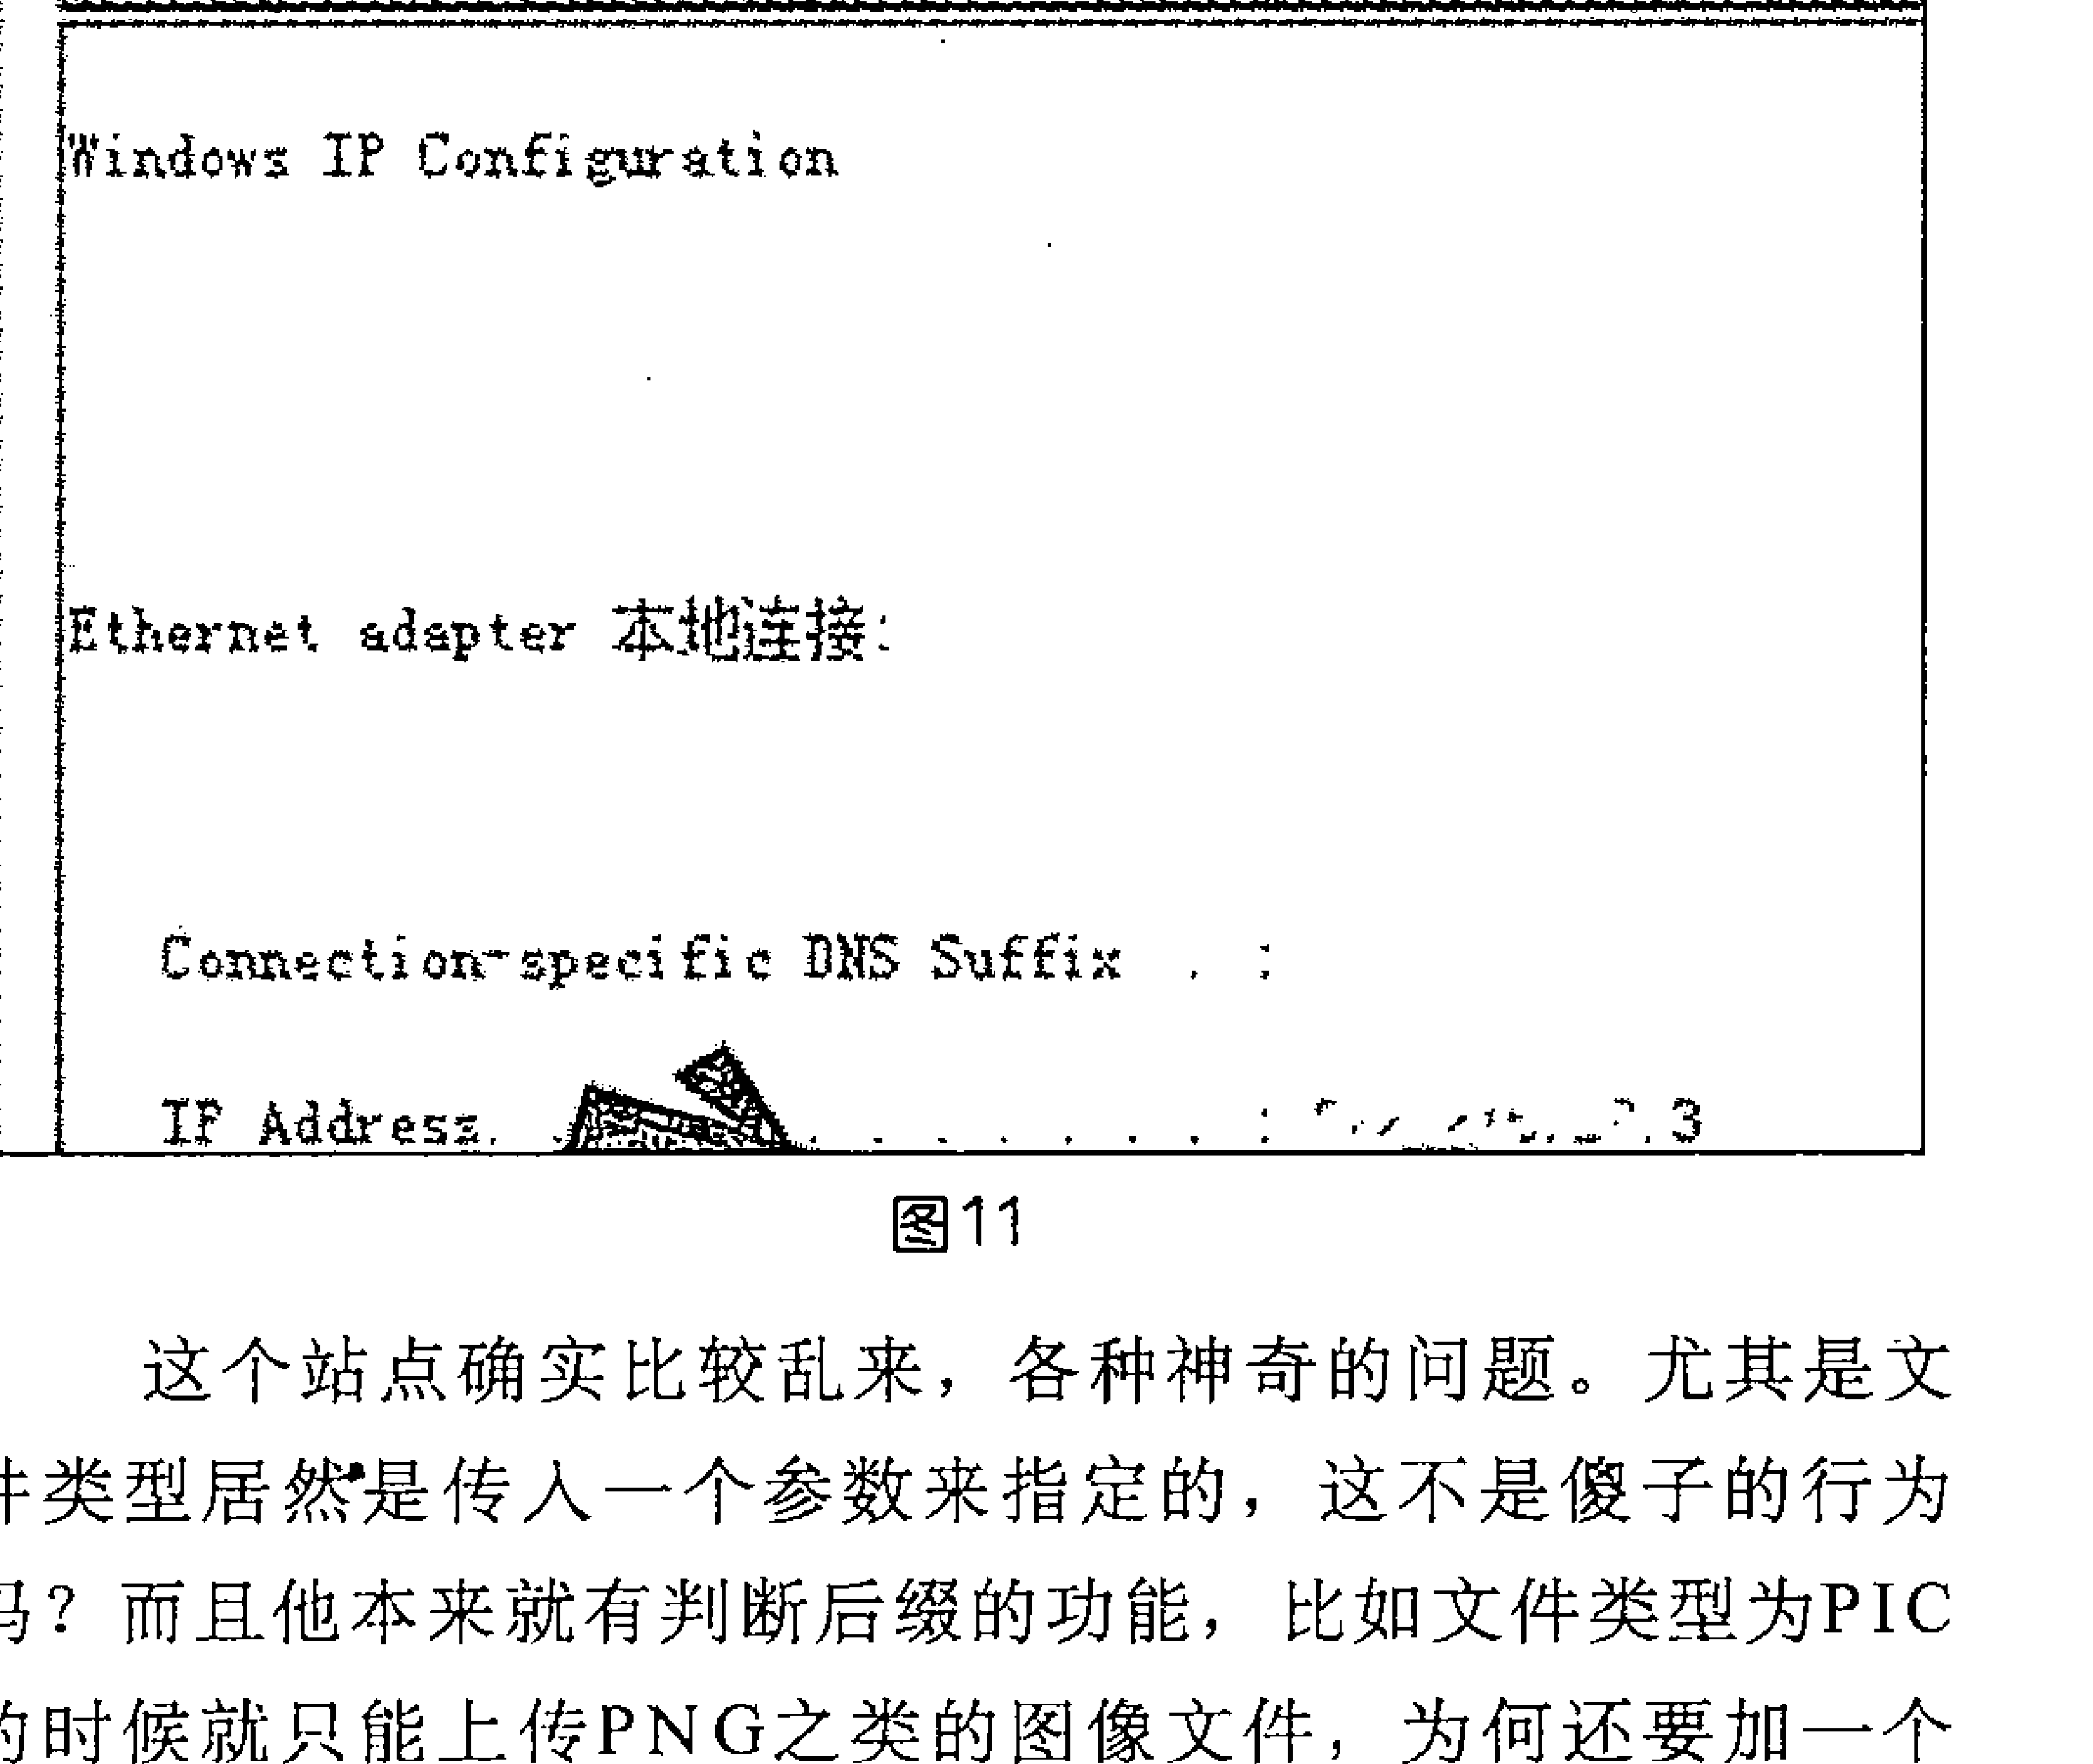 Windows IP Configuration
Ethernet adapter 本地连接:
Connection-specific DNS Suffix . :
IP Address. . . . . . . . . : 3
图11
这个站点确实比较乱来，各种神奇的问题。尤其是文
件类型居然是传入一个参数来指定的，这不是傻子的行为
吗？而且他本来就有判断后缀的功能，比如文件类型为PIC
的时候就只能上传PNG之类的图像文件，为何还要加一个